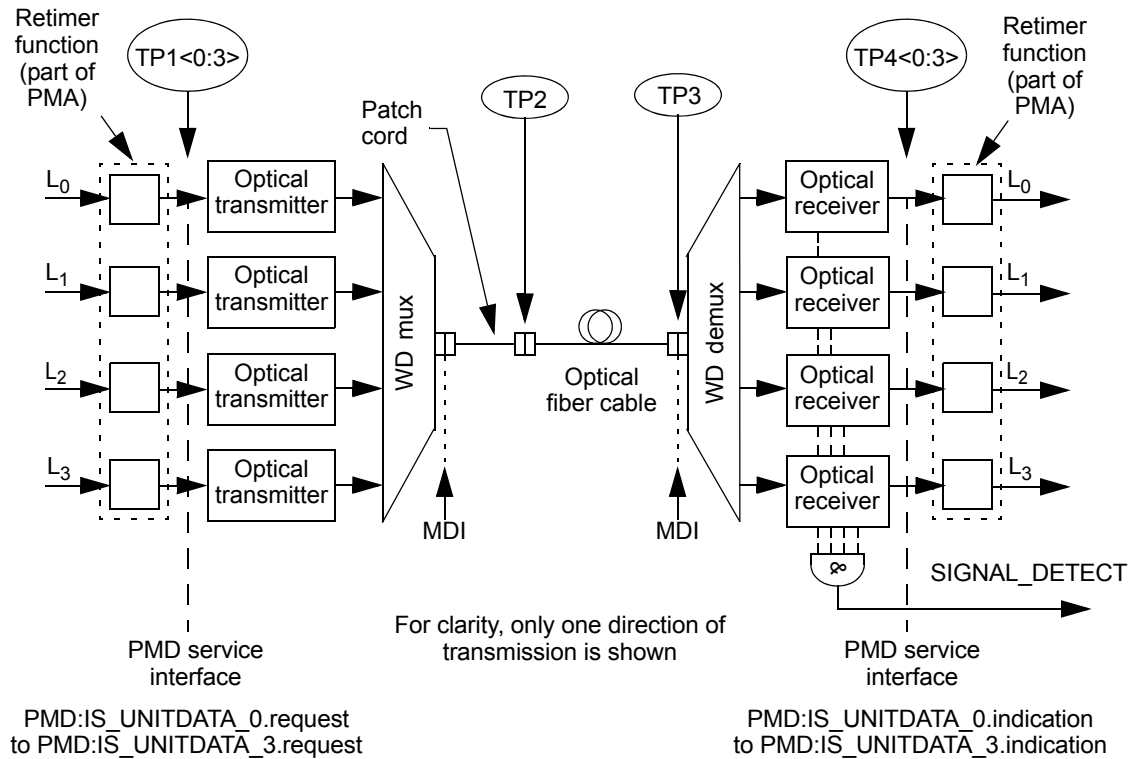 Retimer
function
(part of
PMA)
TP1<0:3>
Patch
cord
TP2
TP3
TP4<0:3>
Retimer
function
(part of
PMA)
L0
Optical
transmitter
Optical
receiver
L0
L1
Optical
transmitter
Optical
receiver
L1
WD mux
Optical
fiber cable
WD demux
L2
Optical
transmitter
Optical
receiver
L2
L3
Optical
transmitter
Optical
receiver
L3
MDI
MDI
&
SIGNAL_DETECT
For clarity, only one direction of
transmission is shown
PMD service
interface
PMD service
interface
PMD:IS_UNITDATA_0.request
to PMD:IS_UNITDATA_3.request
PMD:IS_UNITDATA_0.indication
to PMD:IS_UNITDATA_3.indication